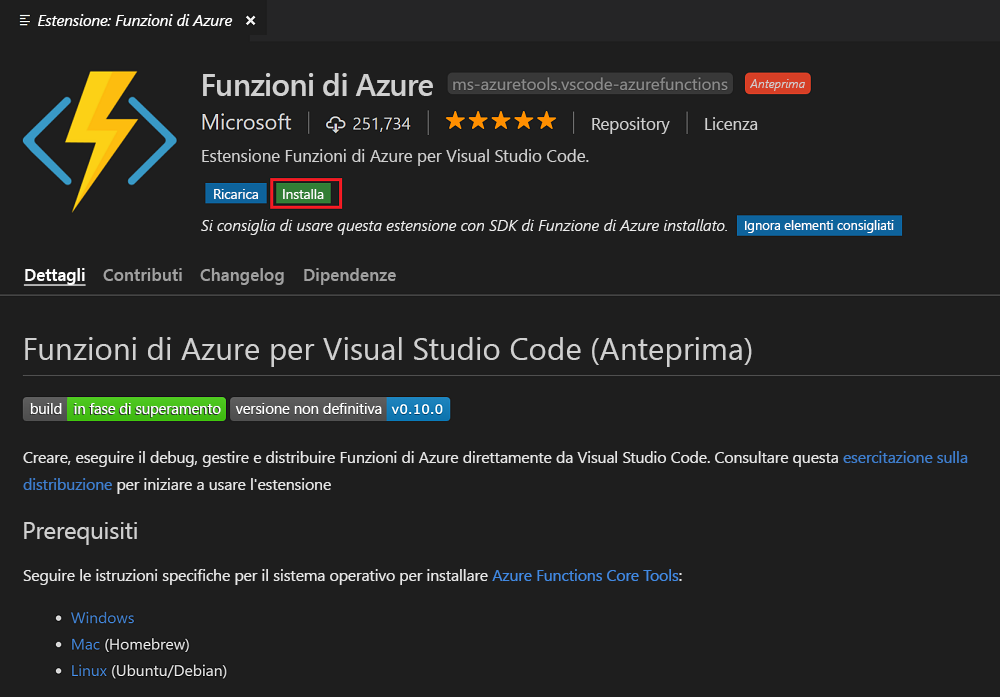 Estensione: Funzioni di Azure
Funzioni di Azure ms-azuretools.vscode-azurefunctions Anteprima
Microsoft 251,734 Repository Licenza
Estensione Funzioni di Azure per Visual Studio Code.
Ricarica Installa
Si consiglia di usare questa estensione con SDK di Funzione di Azure installato. Ignora elementi consigliati
Dettagli Contributi Changelog Dipendenze
Funzioni di Azure per Visual Studio Code (Anteprima)
build in fase di superamento versione non definitiva v0.10.0
Creare, eseguire il debug, gestire e distribuire Funzioni di Azure direttamente da Visual Studio Code. Consultare questa esercitazione sulla
distribuzione per iniziare a usare l'estensione
Prerequisiti
Seguire le istruzioni specifiche per il sistema operativo per installare Azure Functions Core Tools:
• Windows
• Mac (Homebrew)
• Linux (Ubuntu/Debian)